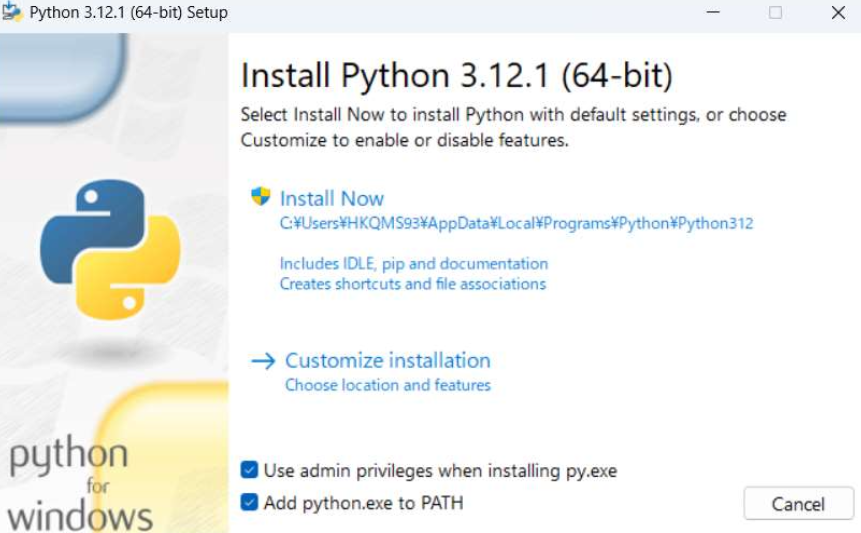 Python 3.12.1 (64-bit) Setup
Install Python 3.12.1 (64-bit)
Select Install Now to install Python with default settings, or choose
Customize to enable or disable features.
Install Now
C:¥Users¥HKQMS93¥AppData¥Local¥Programs¥Python¥Python312
Includes IDLE, pip and documentation
Creates shortcuts and file associations
Customize installation
Choose location and features
python
for
windows
Use admin privileges when installing py.exe
Add python.exe to PATH
Cancel